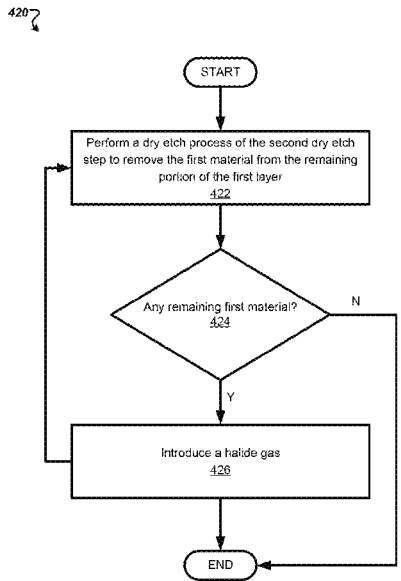 420
START
Perform a dry etch process of the second dry etch
step to remove the first material from the remaining
portion of the first layer
422
Any remaining first material?
424
N
Y
Introduce a halide gas
426
END